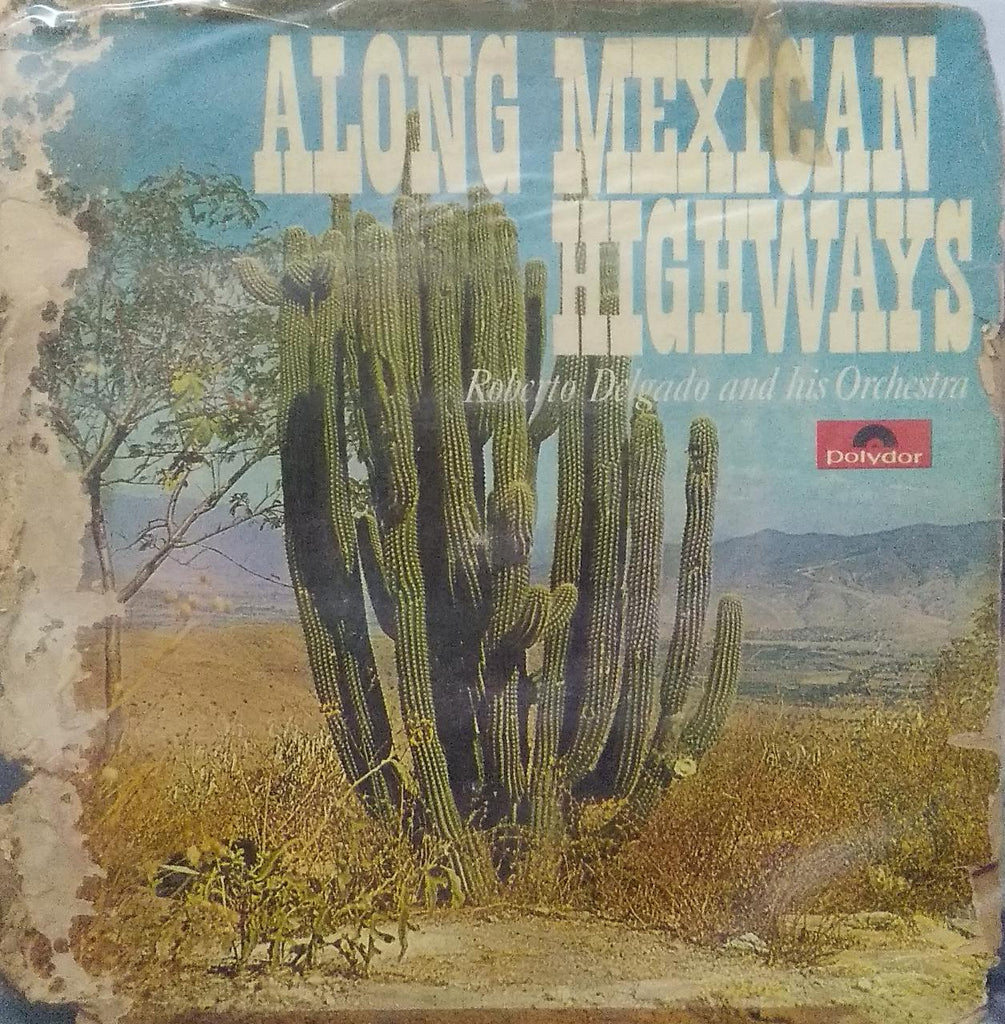 ALONG MEXICAN
HIGHWAYS
Roberto Delgado and his Orchestra
Polydor